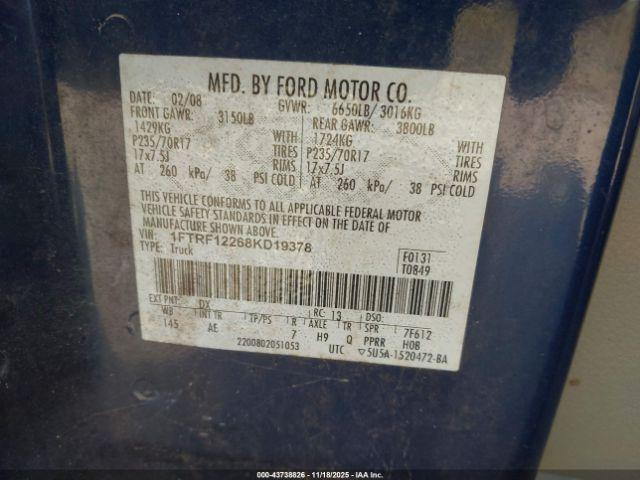 MFD. BY FORD MOTOR CO.
DATE: 02/08 GVWR: 6650LB/ 3016KG
FRONT GAWR: 3150LB REAR GAWR: 3800LB
1429KG WITH 1724KG WITH
P235/70R17 TIRES P235/70R17 TIRES
17x7.5J RIMS 17x7.5J RIMS
AT 260 kPa/ 38 PSI COLD AT 260 kPa/ 38 PSI COLD
THIS VEHICLE CONFORMS TO ALL APPLICABLE FEDERAL MOTOR
VEHICLE SAFETY STANDARDS IN EFFECT ON THE DATE OF
MANUFACTURE SHOWN ABOVE.
VIN: 1FTRF12268KD19378
TYPE: Truck
F0131
T0849
EXT PNT: DX RC: 13 DSO:
WB INT TR TP/PS R AXLE TR SPR 7F612
145 AE 7 H9 Q PPRR H0B
2200802051053 UTC ▽5U5A-1520472-BA
000-43738826 - 11/18/2025 - IAAI.COM